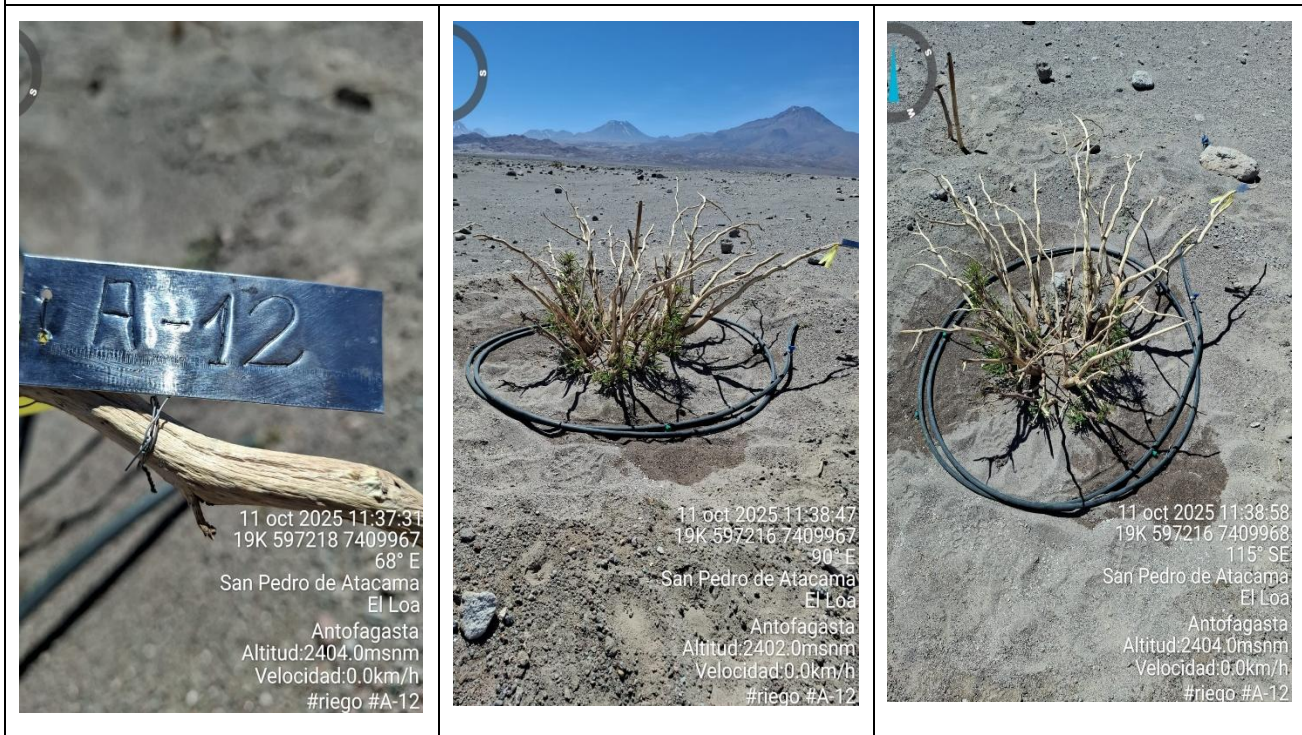 S
A-12
11 oct 2025 11:37:31
19K 597218 7409967
68° E
San Pedro de Atacama
El Loa
Antofagasta
Altitud:2404.0msnm
Velocidad:0.0km/h
#riego #A-12
S
11 oct 2025 11:38:47
19K 597216 7409967
90° E
San Pedro de Atacama
El Loa
Antofagasta
Altitud:2402.0msnm
Velocidad:0.0km/h
#riego #A-12
S
11 oct 2025 11:38:58
19K 597216 7409968
115° SE
San Pedro de Atacama
El Loa
Antofagasta
Altitud:2404.0msnm
Velocidad:0.0km/h
#riego #A-12